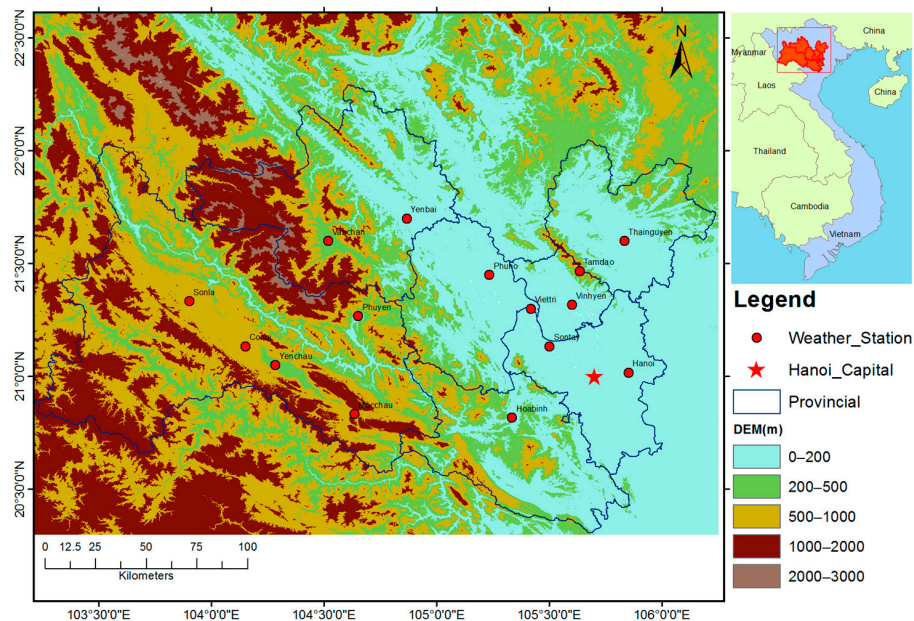 22°30'0"N
22°0'0"N
21°30'0"N
21°0'0"N
20°30'0"N
N
Yenbai
Vanchan
Thainguyen
Tamdao
Phuho
Sonla
Viettri
Vinhyen
Phuyen
Sontay
Yenchau
Hanoi
Hoabinh
0 12.5 25 50 75 100
Kilometers
103°30'0"E 104°0'0"E 104°30'0"E 105°0'0"E 105°30'0"E 106°0'0"E
China
Myanmar
Laos
China
Thailand
Cambodia
Vietnam
Legend
Weather_Station
Hanoi_Capital
Provincial
DEM(m)
0–200
200–500
500–1000
1000–2000
2000–3000